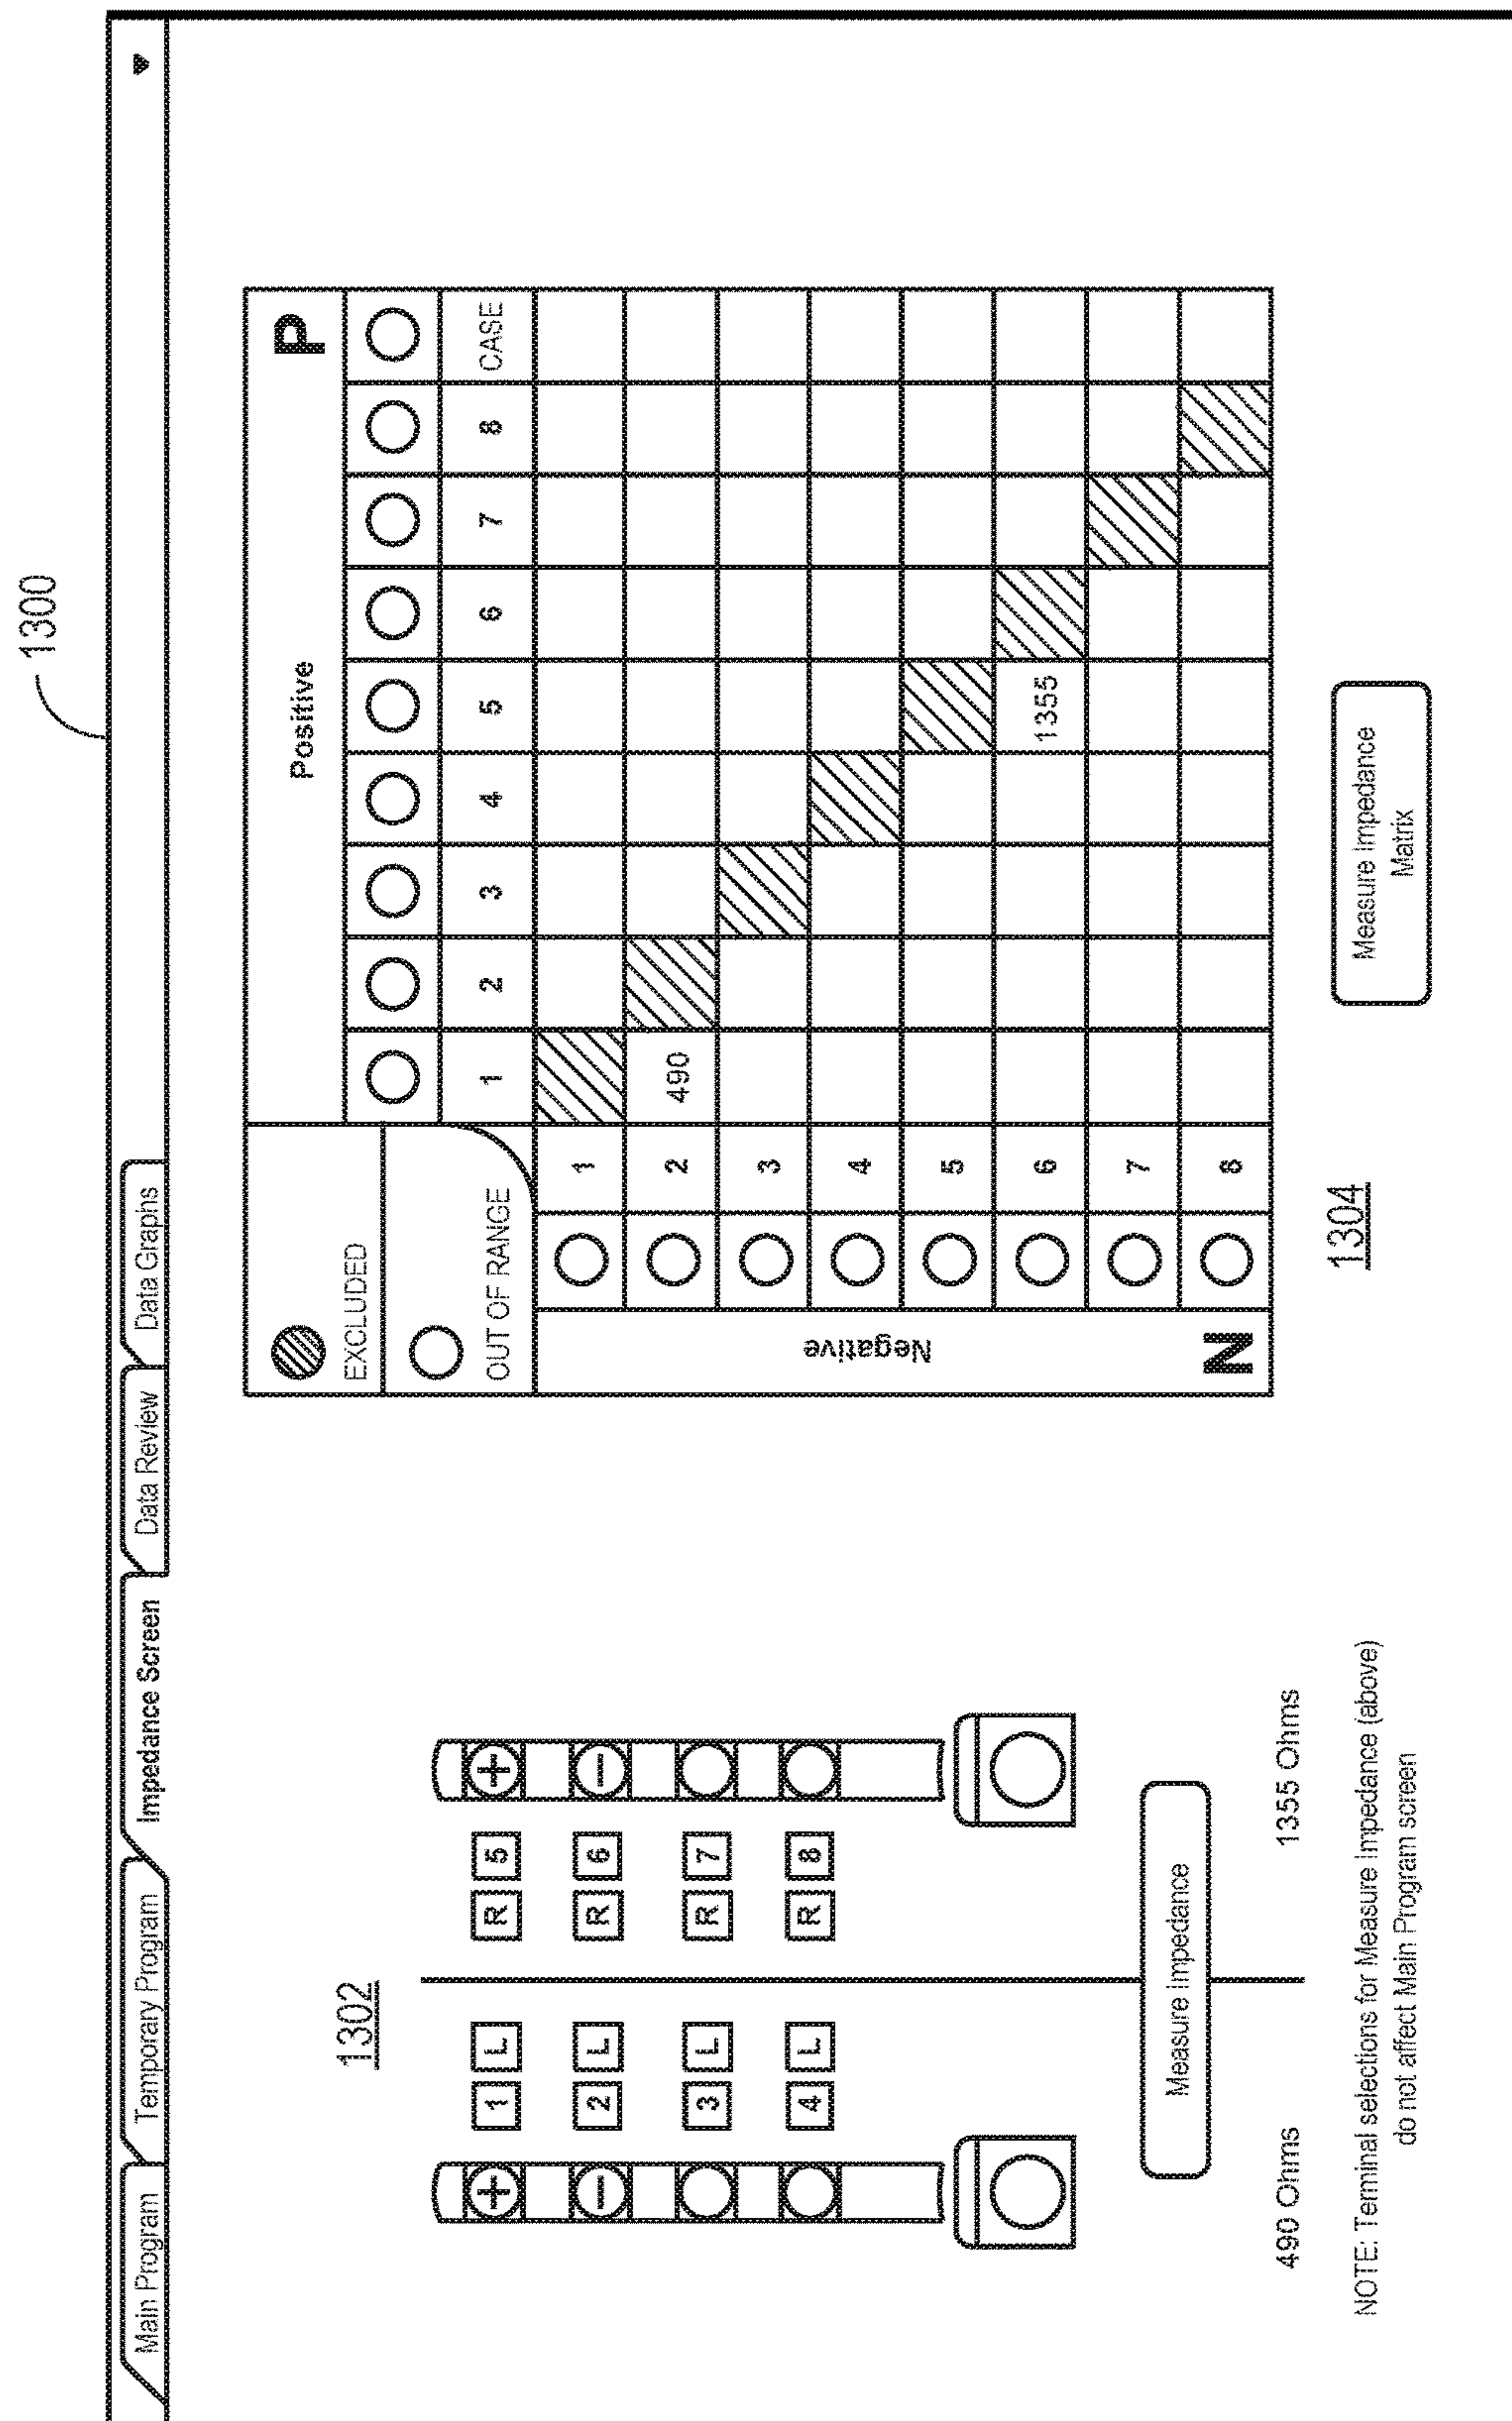 1300
Main Program
Temporary Program
Impedance Screen
Data Review
Data Graphs
1302
+
1 L
R 5
+
−
2 L
R 6
−
3 L
R 7
4 L
R 8
Measure Impedance
490 Ohms
1355 Ohms
NOTE: Terminal selections for Measure Impedance (above)
do not affect Main Program screen
EXCLUDED
OUT OF RANGE
Positive P
1 2 3 4 5 6 7 8 CASE
Negative
N
1
2 490
3
4
5
6 1355
7
8
1304
Measure Impedance
Matrix